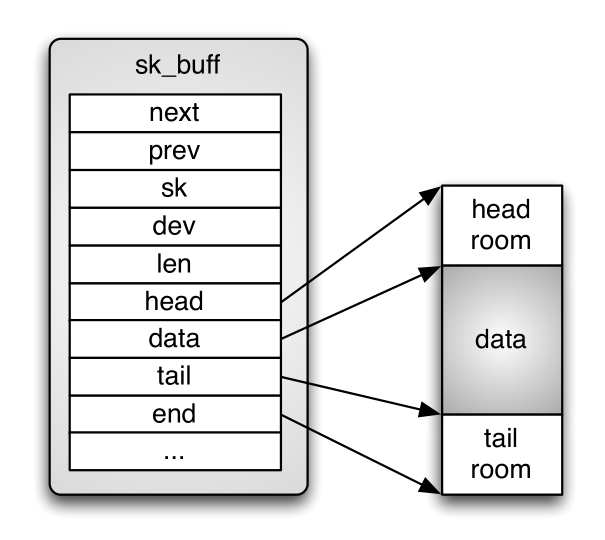 sk_buff
next
prev
sk
dev
len
head
data
tail
end
...
head
room
data
tail
room